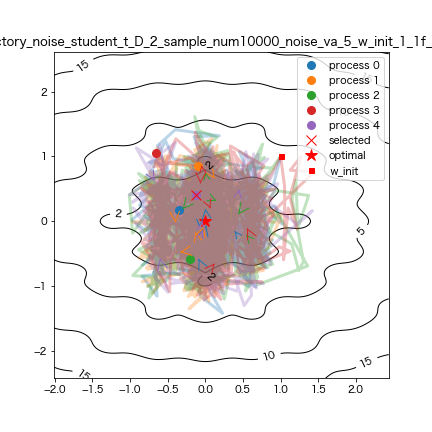 ctory_noise_student_t_D_2_sample_num10000_noise_va_5_w_init_1_1f_
process 0
process 1
process 2
process 3
process 4
selected
optimal
w_init
15
2
2
2
5
10
15
15
2
1
0
−1
−2
−2.0
−1.5
−1.0
−0.5
0.0
0.5
1.0
1.5
2.0